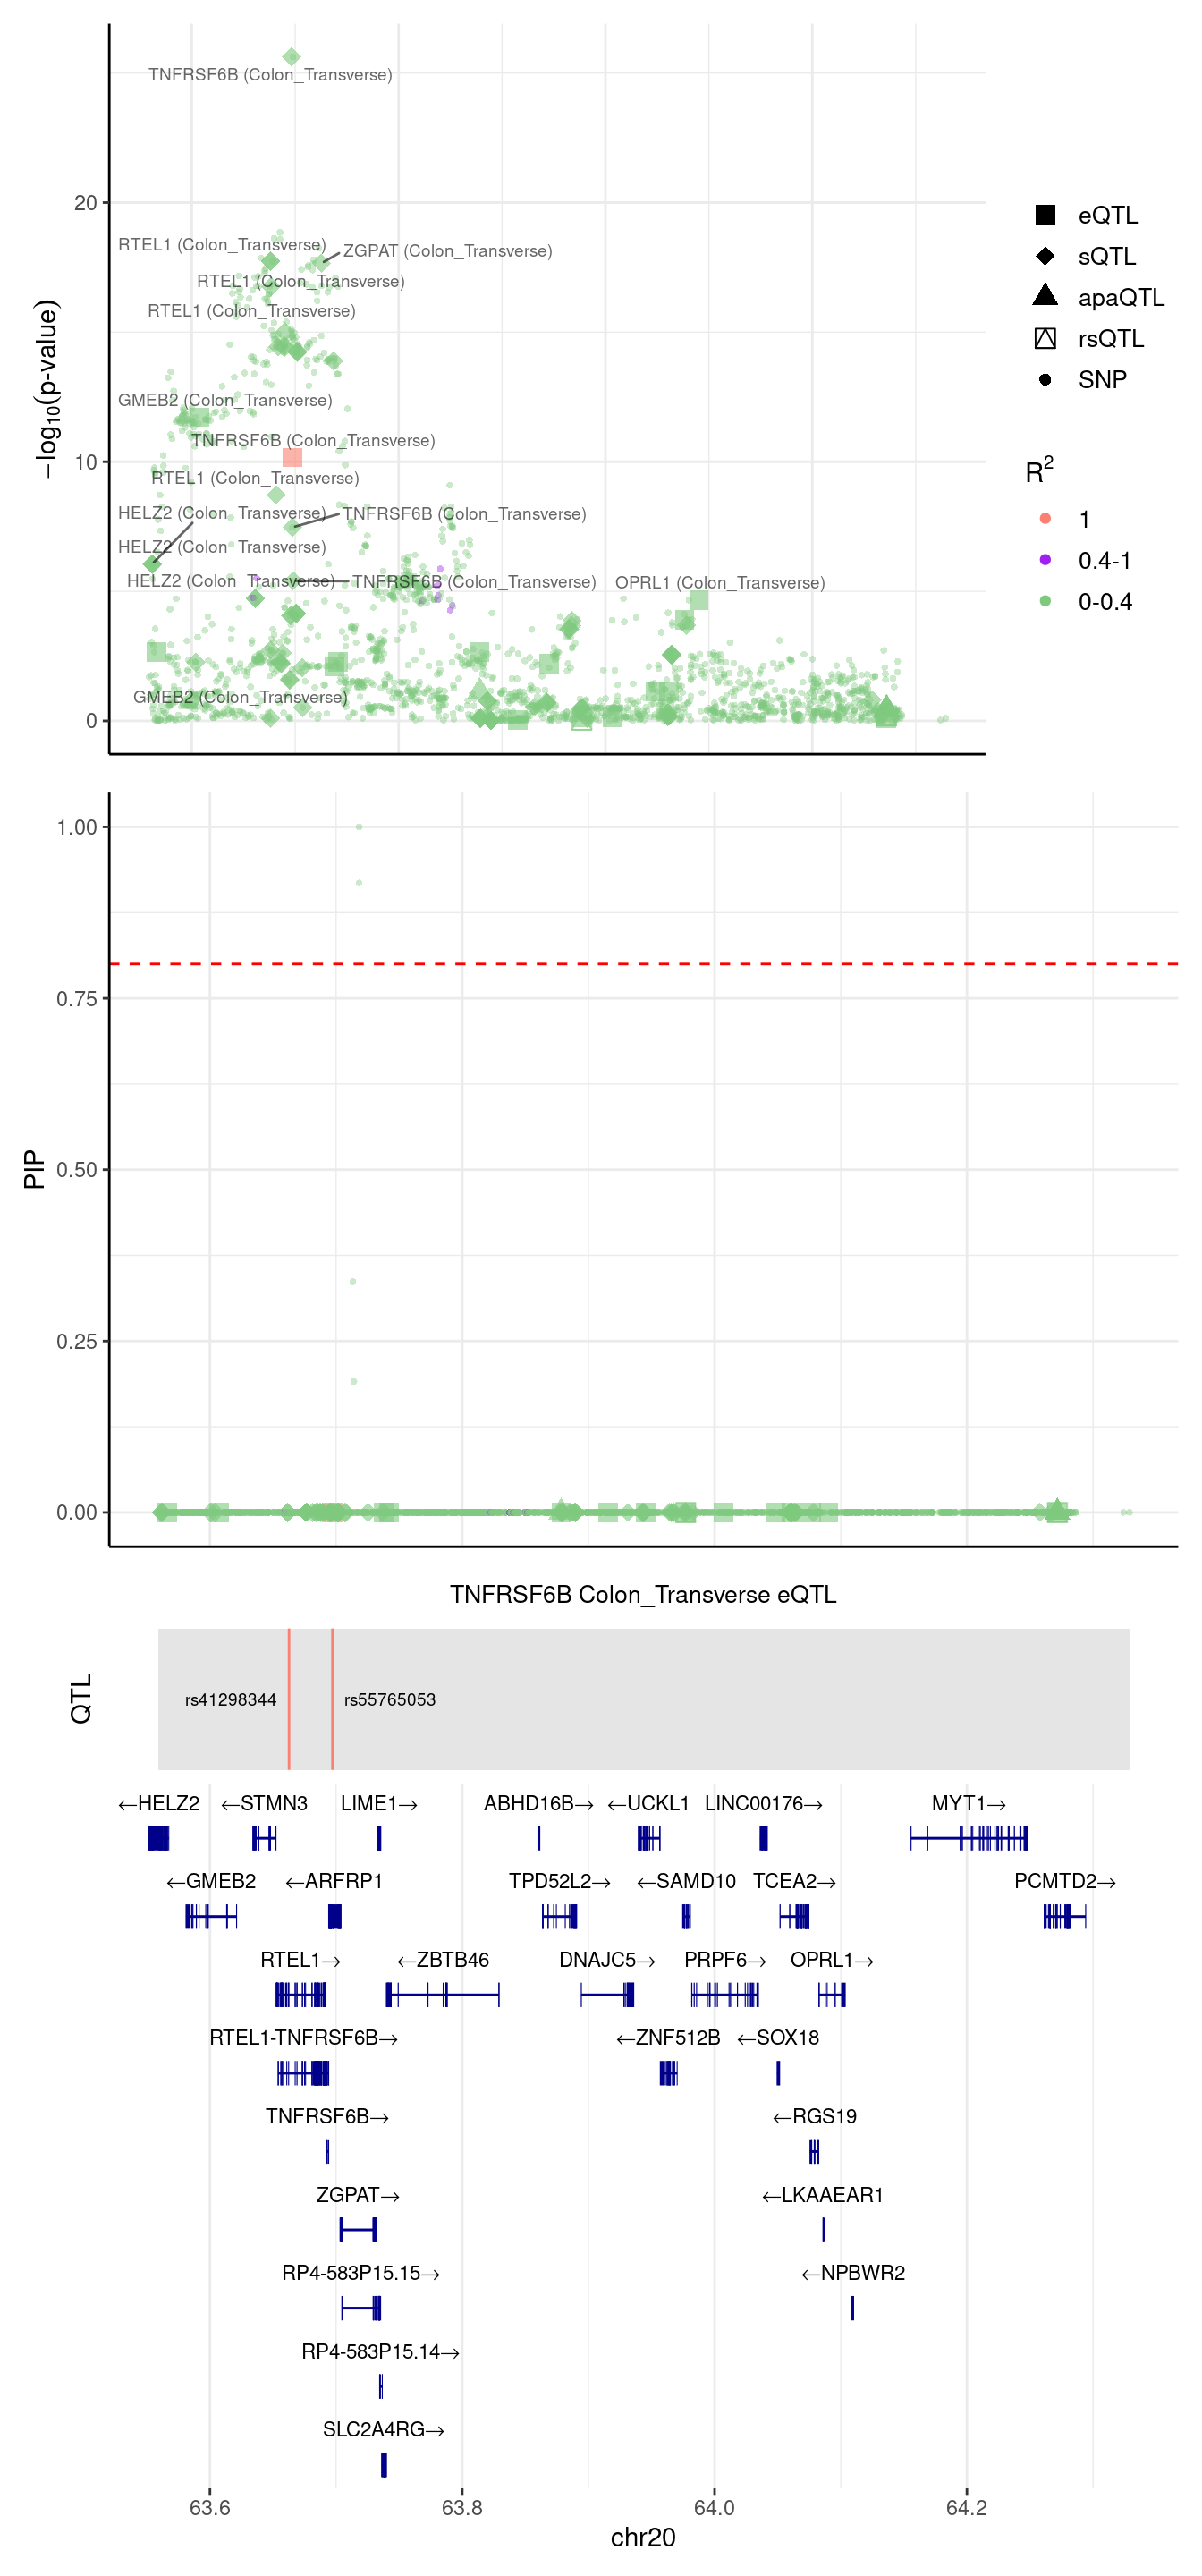 TNFRSF6B (Colon_Transverse)
20
RTEL1 (Colon_Transverse)
ZGPAT (Colon_Transverse)
RTEL1 (Colon_Transverse)
RTEL1 (Colon_Transverse)
GMEB2 (Colon_Transverse)
TNFRSF6B (Colon_Transverse)
10
RTEL1 (Colon_Transverse)
HELZ2 (Colon_Transverse)
TNFRSF6B (Colon_Transverse)
HELZ2 (Colon_Transverse)
HELZ2 (Colon_Transverse)
TNFRSF6B (Colon_Transverse)
OPRL1 (Colon_Transverse)
GMEB2 (Colon_Transverse)
0
−log10(p-value)
eQTL
sQTL
apaQTL
rsQTL
SNP
R2
1
0.4-1
0-0.4
1.00
0.75
0.50
0.25
0.00
PIP
TNFRSF6B Colon_Transverse eQTL
QTL
rs41298344
rs55765053
←HELZ2 ←STMN3 LIME1→ ABHD16B→ ←UCKL1 LINC00176→ MYT1→
←GMEB2 ←ARFRP1 TPD52L2→ ←SAMD10 TCEA2→ PCMTD2→
RTEL1→ ←ZBTB46 DNAJC5→ PRPF6→ OPRL1→
RTEL1-TNFRSF6B→ ←ZNF512B ←SOX18
TNFRSF6B→ ←RGS19
ZGPAT→ ←LKAAEAR1
RP4-583P15.15→ ←NPBWR2
RP4-583P15.14→
SLC2A4RG→
63.6 63.8 64.0 64.2
chr20